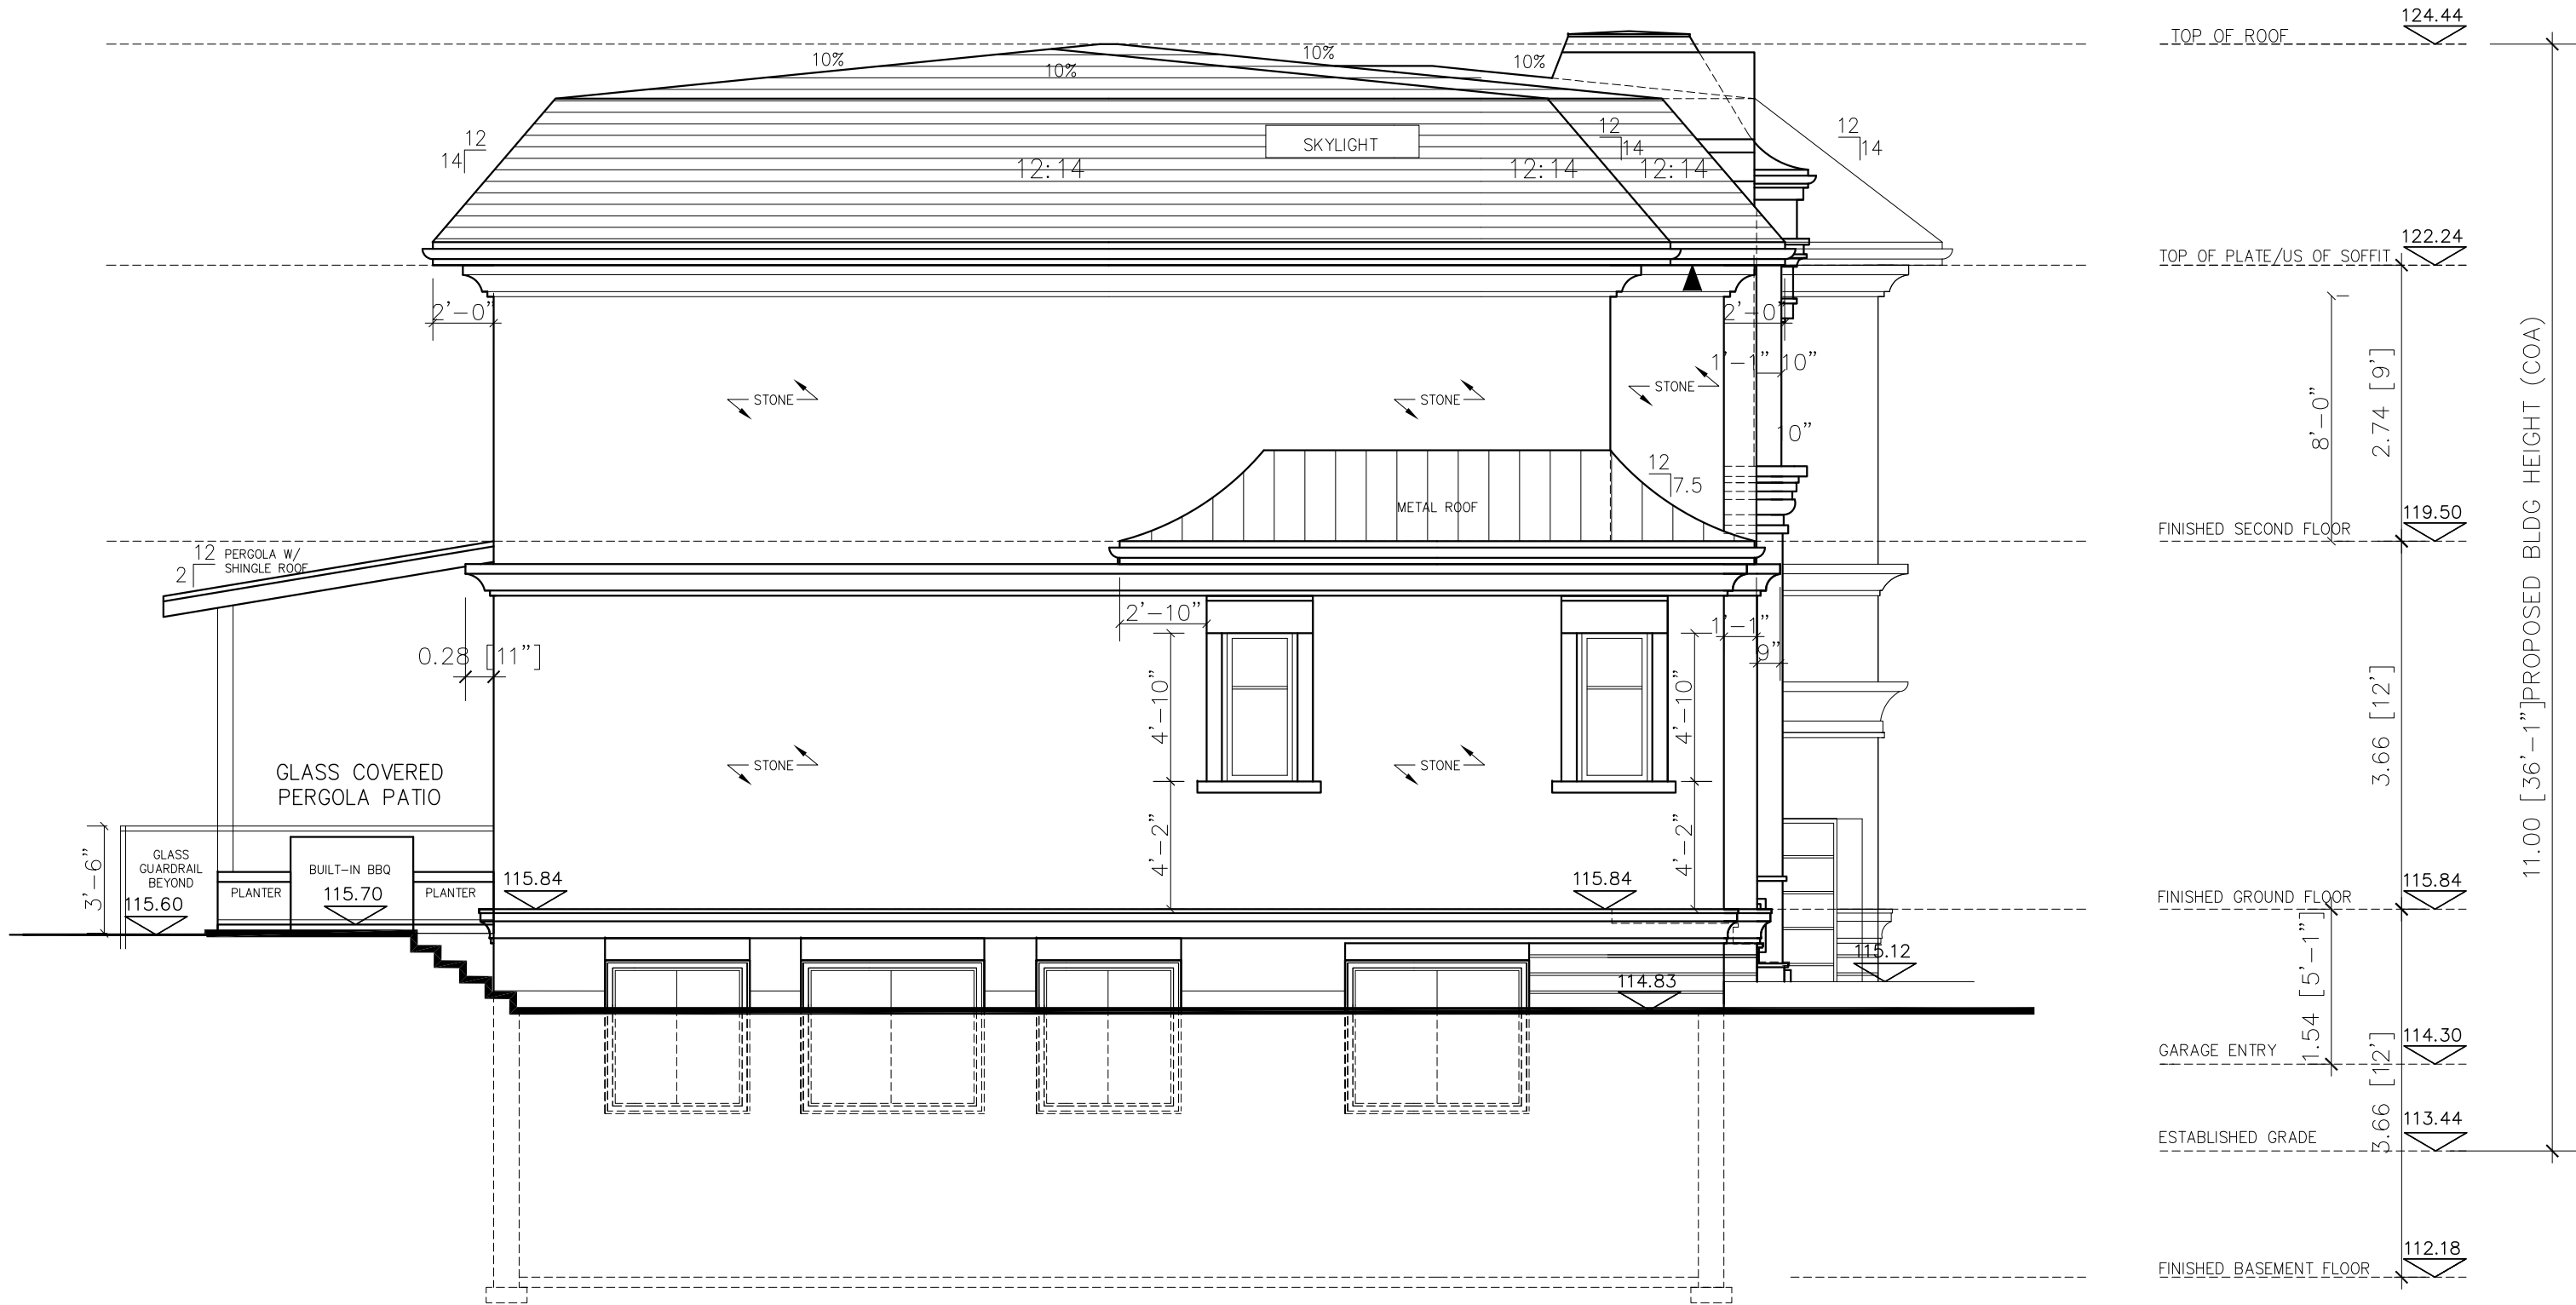 124.44
TOP OF ROOF
10%
10%
10%
10%
12
14
SKYLIGHT
12
14
12
14
12:14
12:14
12:14
122.24
TOP OF PLATE/US OF SOFFIT
2'-0"
2'-0"
1'-1"
10"
STONE
STONE
STONE
8'-0"
2.74 [9']
11.00 [36'-1"]PROPOSED BLDG HEIGHT (COA)
12
7.5
METAL ROOF
119.50
FINISHED SECOND FLOOR
12
2
PERGOLA W/
SHINGLE ROOF
2'-10"
1'-1"
9"
0.28 [11"]
4'-10"
4'-10"
3.66 [12']
STONE
STONE
GLASS COVERED
PERGOLA PATIO
4'-2"
4'-2"
3'-6"
GLASS
GUARDRAIL
BEYOND
BUILT-IN BBQ
PLANTER
PLANTER
115.60
115.70
115.84
115.84
115.84
FINISHED GROUND FLOOR
115.12
114.83
1.54 [5'-1"]
114.30
GARAGE ENTRY
3.66 [12']
113.44
ESTABLISHED GRADE
112.18
FINISHED BASEMENT FLOOR